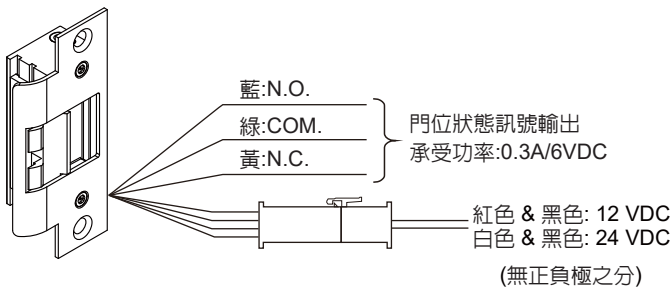 藍:N.O.
綠:COM.
黃:N.C.
門位狀態訊號輸出
承受功率:0.3A/6VDC
紅色 & 黑色: 12 VDC
白色 & 黑色: 24 VDC
(無正負極之分)